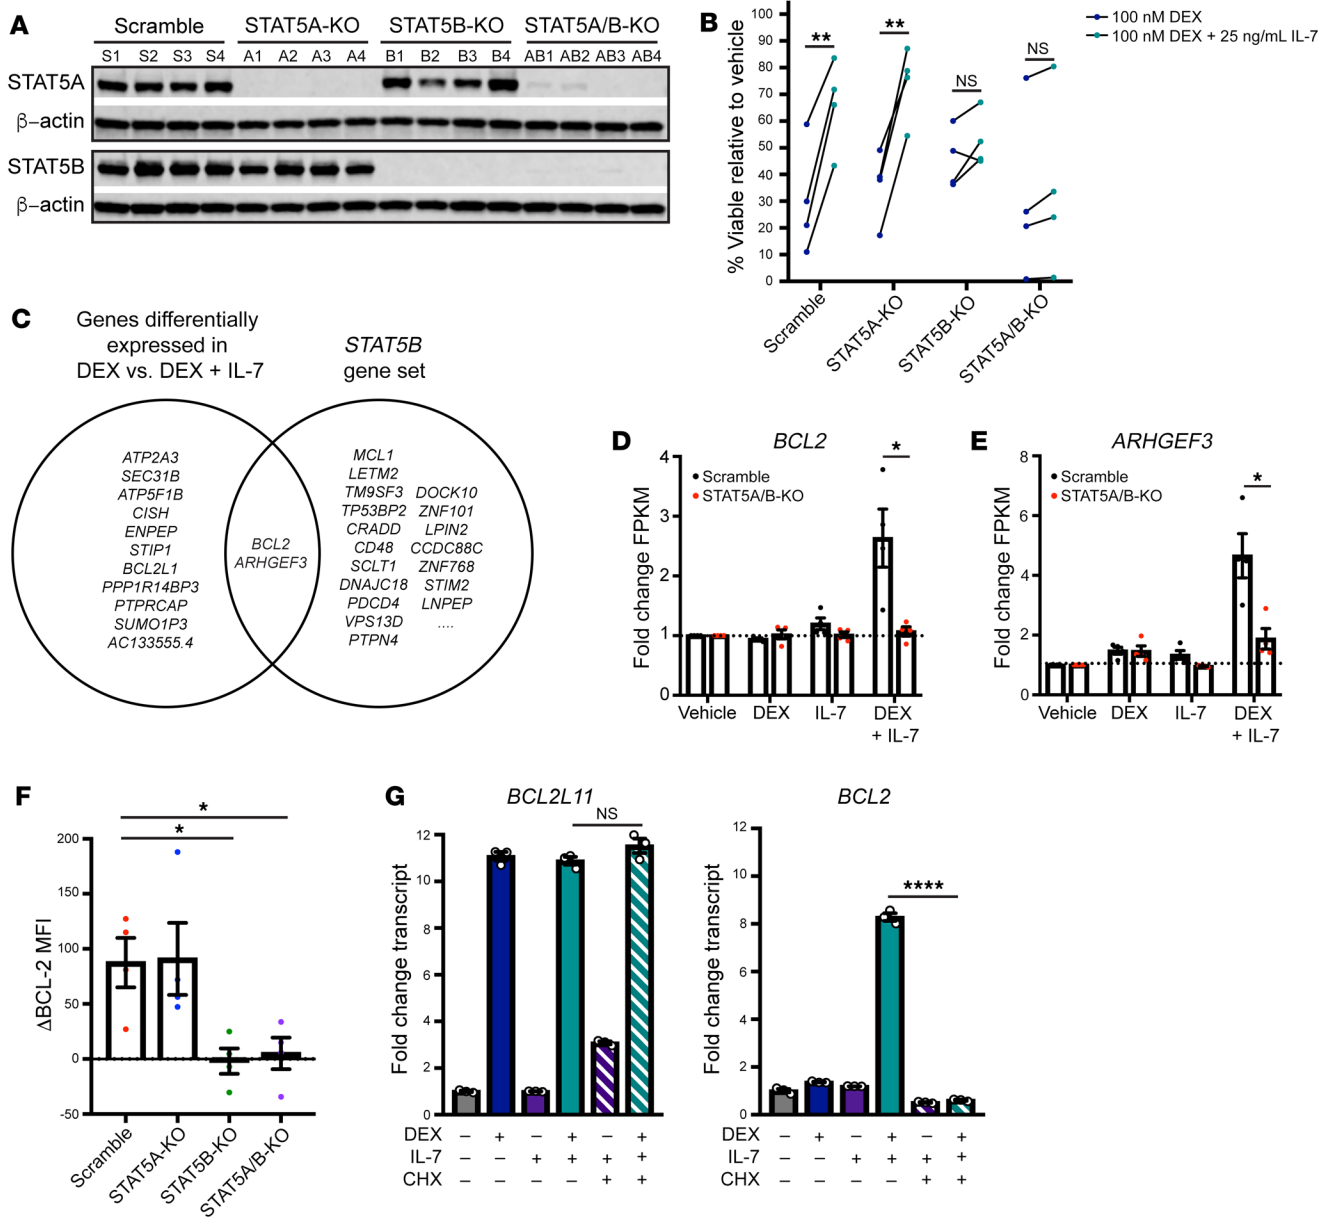 A
Scramble STAT5A-KO STAT5B-KO STAT5A/B-KO
S1 S2 S3 S4 A1 A2 A3 A4 B1 B2 B3 B4 AB1 AB2 AB3 AB4
STAT5A
β–actin
STAT5B
β–actin
B
100 nM DEX
100 nM DEX + 25 ng/mL IL-7
% Viable relative to vehicle
100
90
80
70
60
50
40
30
20
10
0
** ** NS NS
Scramble STAT5A-KO STAT5B-KO STAT5A/B-KO
C
Genes differentially
expressed in
DEX vs. DEX + IL-7
STAT5B
gene set
ATP2A3
SEC31B
ATP5F1B
CISH
ENPEP
STIP1
BCL2L1
PPP1R14BP3
PTPRCAP
SUMO1P3
AC133555.4
BCL2
ARHGEF3
MCL1
LETM2
TM9SF3 DOCK10
TP53BP2 ZNF101
CRADD LPIN2
CD48 CCDC88C
SCLT1 ZNF768
DNAJC18 STIM2
PDCD4 LNPEP
VPS13D ....
PTPN4
D
BCL2
Fold change FPKM
4
3
2
1
0
Scramble
STAT5A/B-KO
*
Vehicle DEX IL-7 DEX
+ IL-7
E
ARHGEF3
Fold change FPKM
8
6
4
2
0
Scramble
STAT5A/B-KO
*
Vehicle DEX IL-7 DEX
+ IL-7
F
ΔBCL-2 MFI
200
150
100
50
0
-50
*
*
Scramble STAT5A-KO STAT5B-KO STAT5A/B-KO
G
BCL2L11
NS
Fold change transcript
12
10
8
6
4
2
0
DEX – + – + – +
IL-7 – – + + + +
CHX – – – – + +
BCL2
****
Fold change transcript
12
10
8
6
4
2
0
DEX – + – + – +
IL-7 – – + + + +
CHX – – – – + +